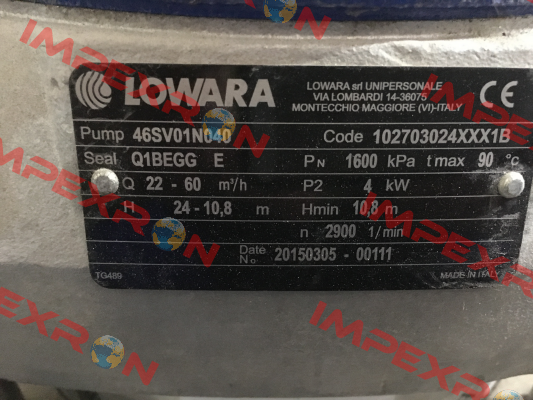 LOWARA
LOWARA srl UNIPERSONALE
VIA LOMBARDI 14-36075
MONTECCHIO MAGGIORE (VI)-ITALY
CE
Pump 46SV01N040 Code 102703024XXX1B
Seal Q1BEGG E PN 1600 kPa t max 90 °C
Q 22 - 60 m³/h P2 4 kW
H 24 - 10,8 m Hmin 10,8 m
n 2900 1/min
Date No 20150305 - 00111
TG489 MADE IN ITALY
IMPEXRON
IMPEXRON
IMPEXRON
IMPEXRON